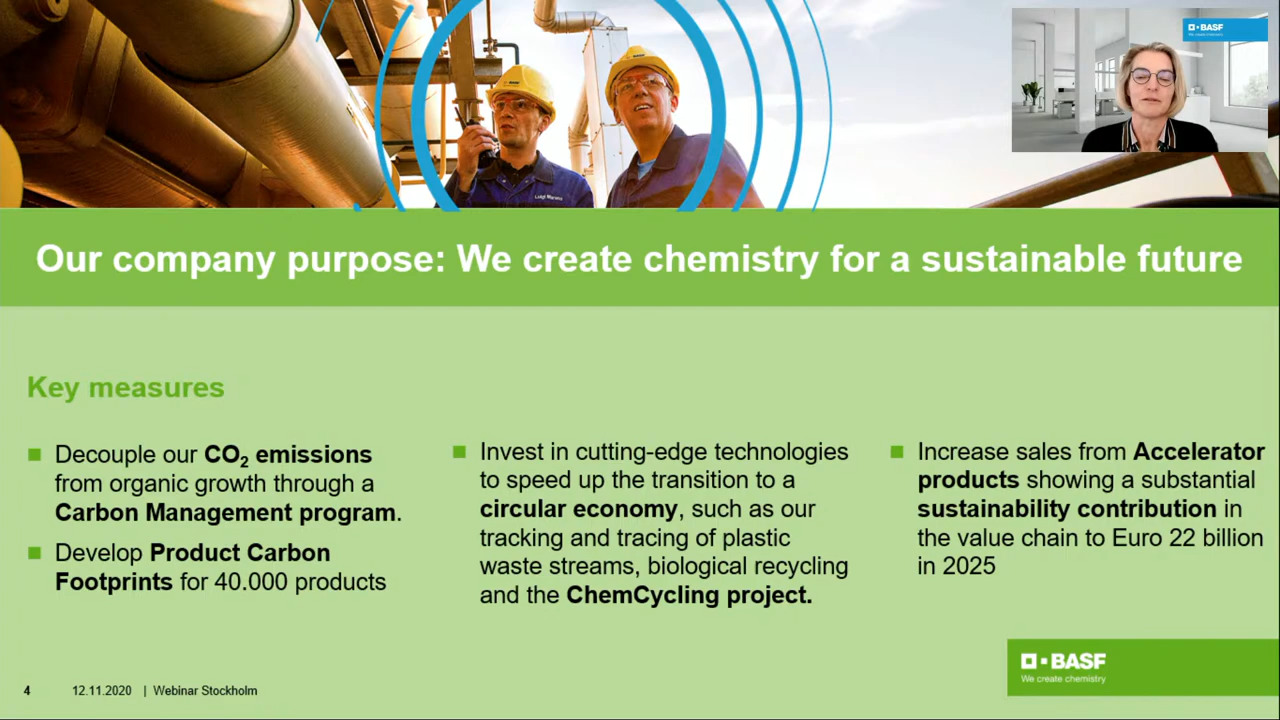 BASF
We create chemistry
Our company purpose: We create chemistry for a sustainable future
Key measures
Decouple our CO₂ emissions
from organic growth through a
Carbon Management program.
Develop Product Carbon
Footprints for 40.000 products
Invest in cutting-edge technologies
to speed up the transition to a
circular economy, such as our
tracking and tracing of plastic
waste streams, biological recycling
and the ChemCycling project.
Increase sales from Accelerator
products showing a substantial
sustainability contribution in
the value chain to Euro 22 billion
in 2025
4 12.11.2020 | Webinar Stockholm
BASF
We create chemistry